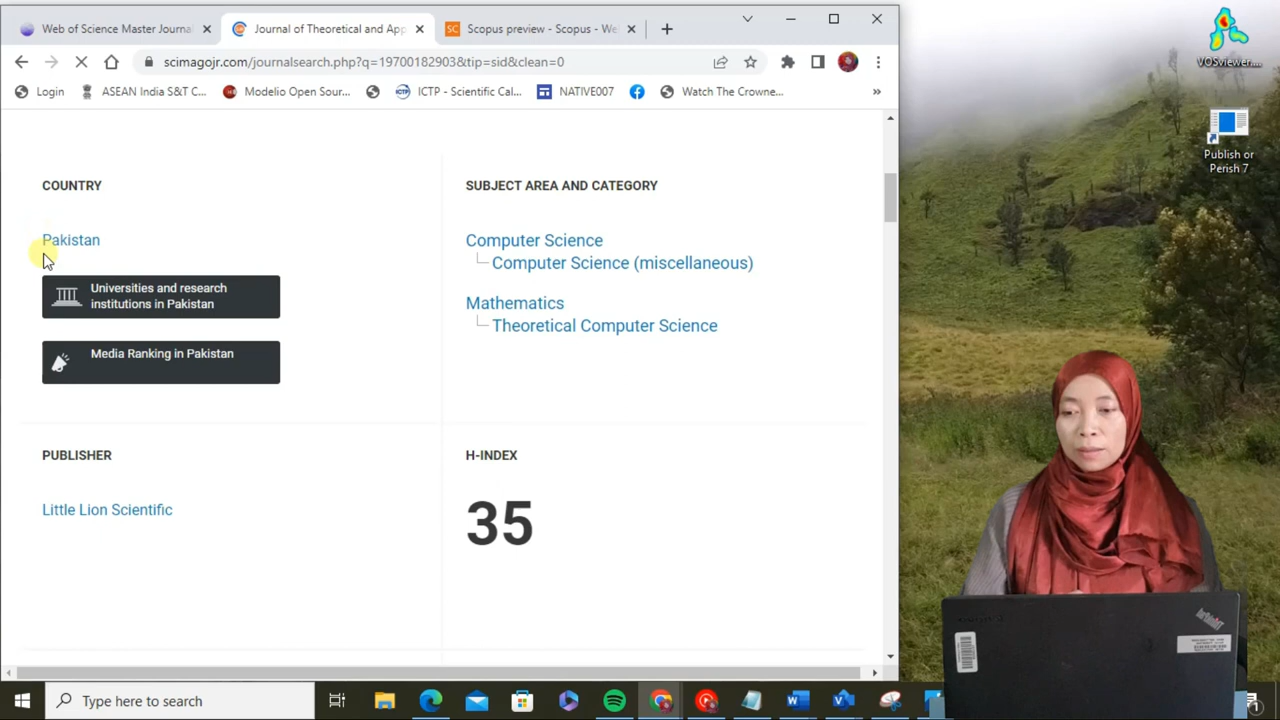 Web of Science Master Journal
Journal of Theoretical and App
SC Scopus preview - Scopus - We
VOSviewer....
scimagojr.com/journalsearch.php?q=19700182903&tip=sid&clean=0
Login
ASEAN India S&T C...
Modelio Open Sour...
ICTP - Scientific Cal...
NATIVE007
Watch The Crowne...
»
Publish or
Perish 7
COUNTRY
Pakistan
Universities and research
institutions in Pakistan
Media Ranking in Pakistan
SUBJECT AREA AND CATEGORY
Computer Science
Computer Science (miscellaneous)
Mathematics
Theoretical Computer Science
PUBLISHER
Little Lion Scientific
H-INDEX
35
Type here to search
1